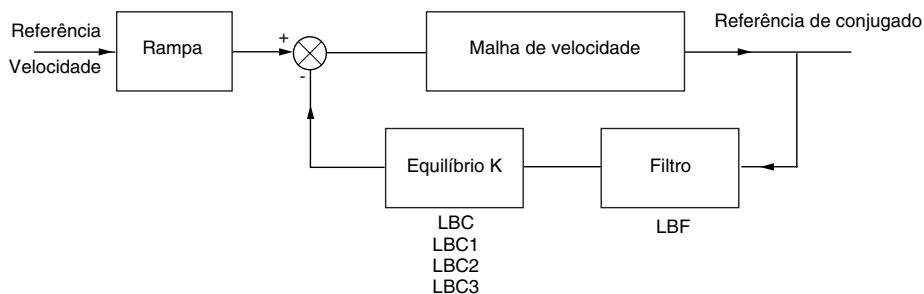 Referência
Velocidade
Rampa
+
-
Malha de velocidade
Referência de conjugado
Equilíbrio K
Filtro
LBC
LBC1
LBC2
LBC3
LBF